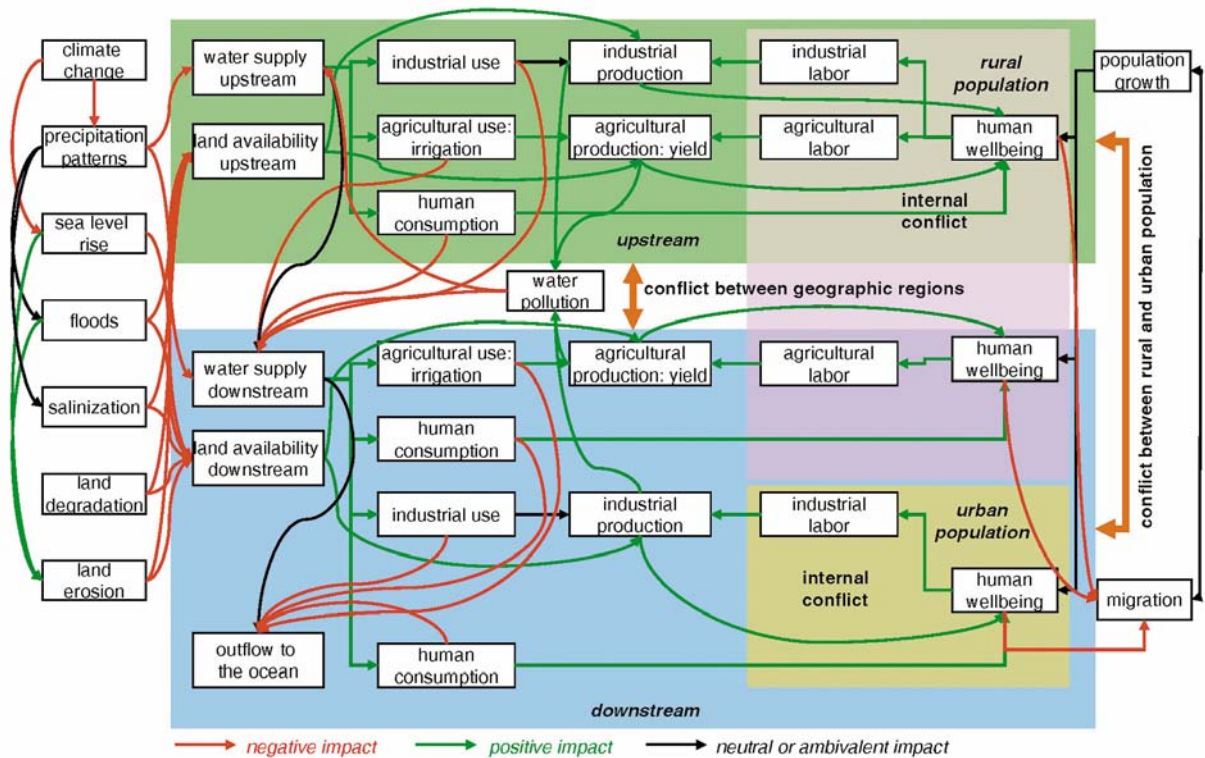 climate
change
precipitation
patterns
sea level
rise
floods
salinization
land
degradation
land
erosion
water supply
upstream
land availability
upstream
industrial use
agricultural use:
irrigation
human
consumption
industrial
production
agricultural
production: yield
industrial
labor
agricultural
labor
rural
population
human
wellbeing
internal
conflict
upstream
population
growth
water
pollution
conflict between geographic regions
conflict between rural and urban population
water supply
downstream
land availability
downstream
outflow to
the ocean
agricultural use:
irrigation
human
consumption
industrial use
human
consumption
agricultural
production: yield
industrial
production
agricultural
labor
industrial
labor
human
wellbeing
urban
population
internal
conflict
human
wellbeing
migration
downstream
negative impact
positive impact
neutral or ambivalent impact